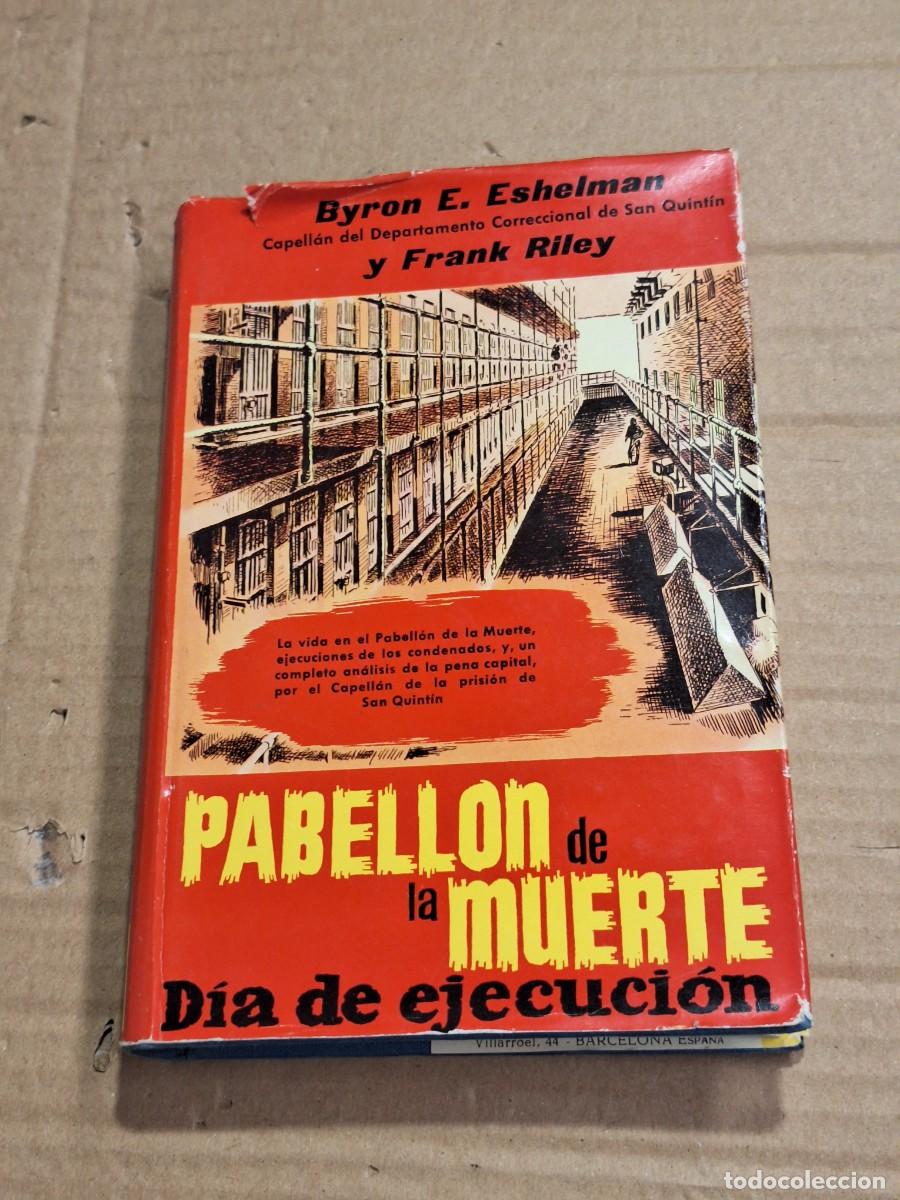 Byron E. Eshelman
Capellán del Departamento Correccional de San Quintín
y Frank Riley
La vida en el Pabellón de la Muerte,
ejecuciones de los condenados, y, un
completo análisis de la pena capital,
por el Capellán de la prisión de
San Quintín
PABELLON de
la MUERTE
Día de ejecución
Villarroel, 44 - BARCELONA ESPAÑA
todocoleccion